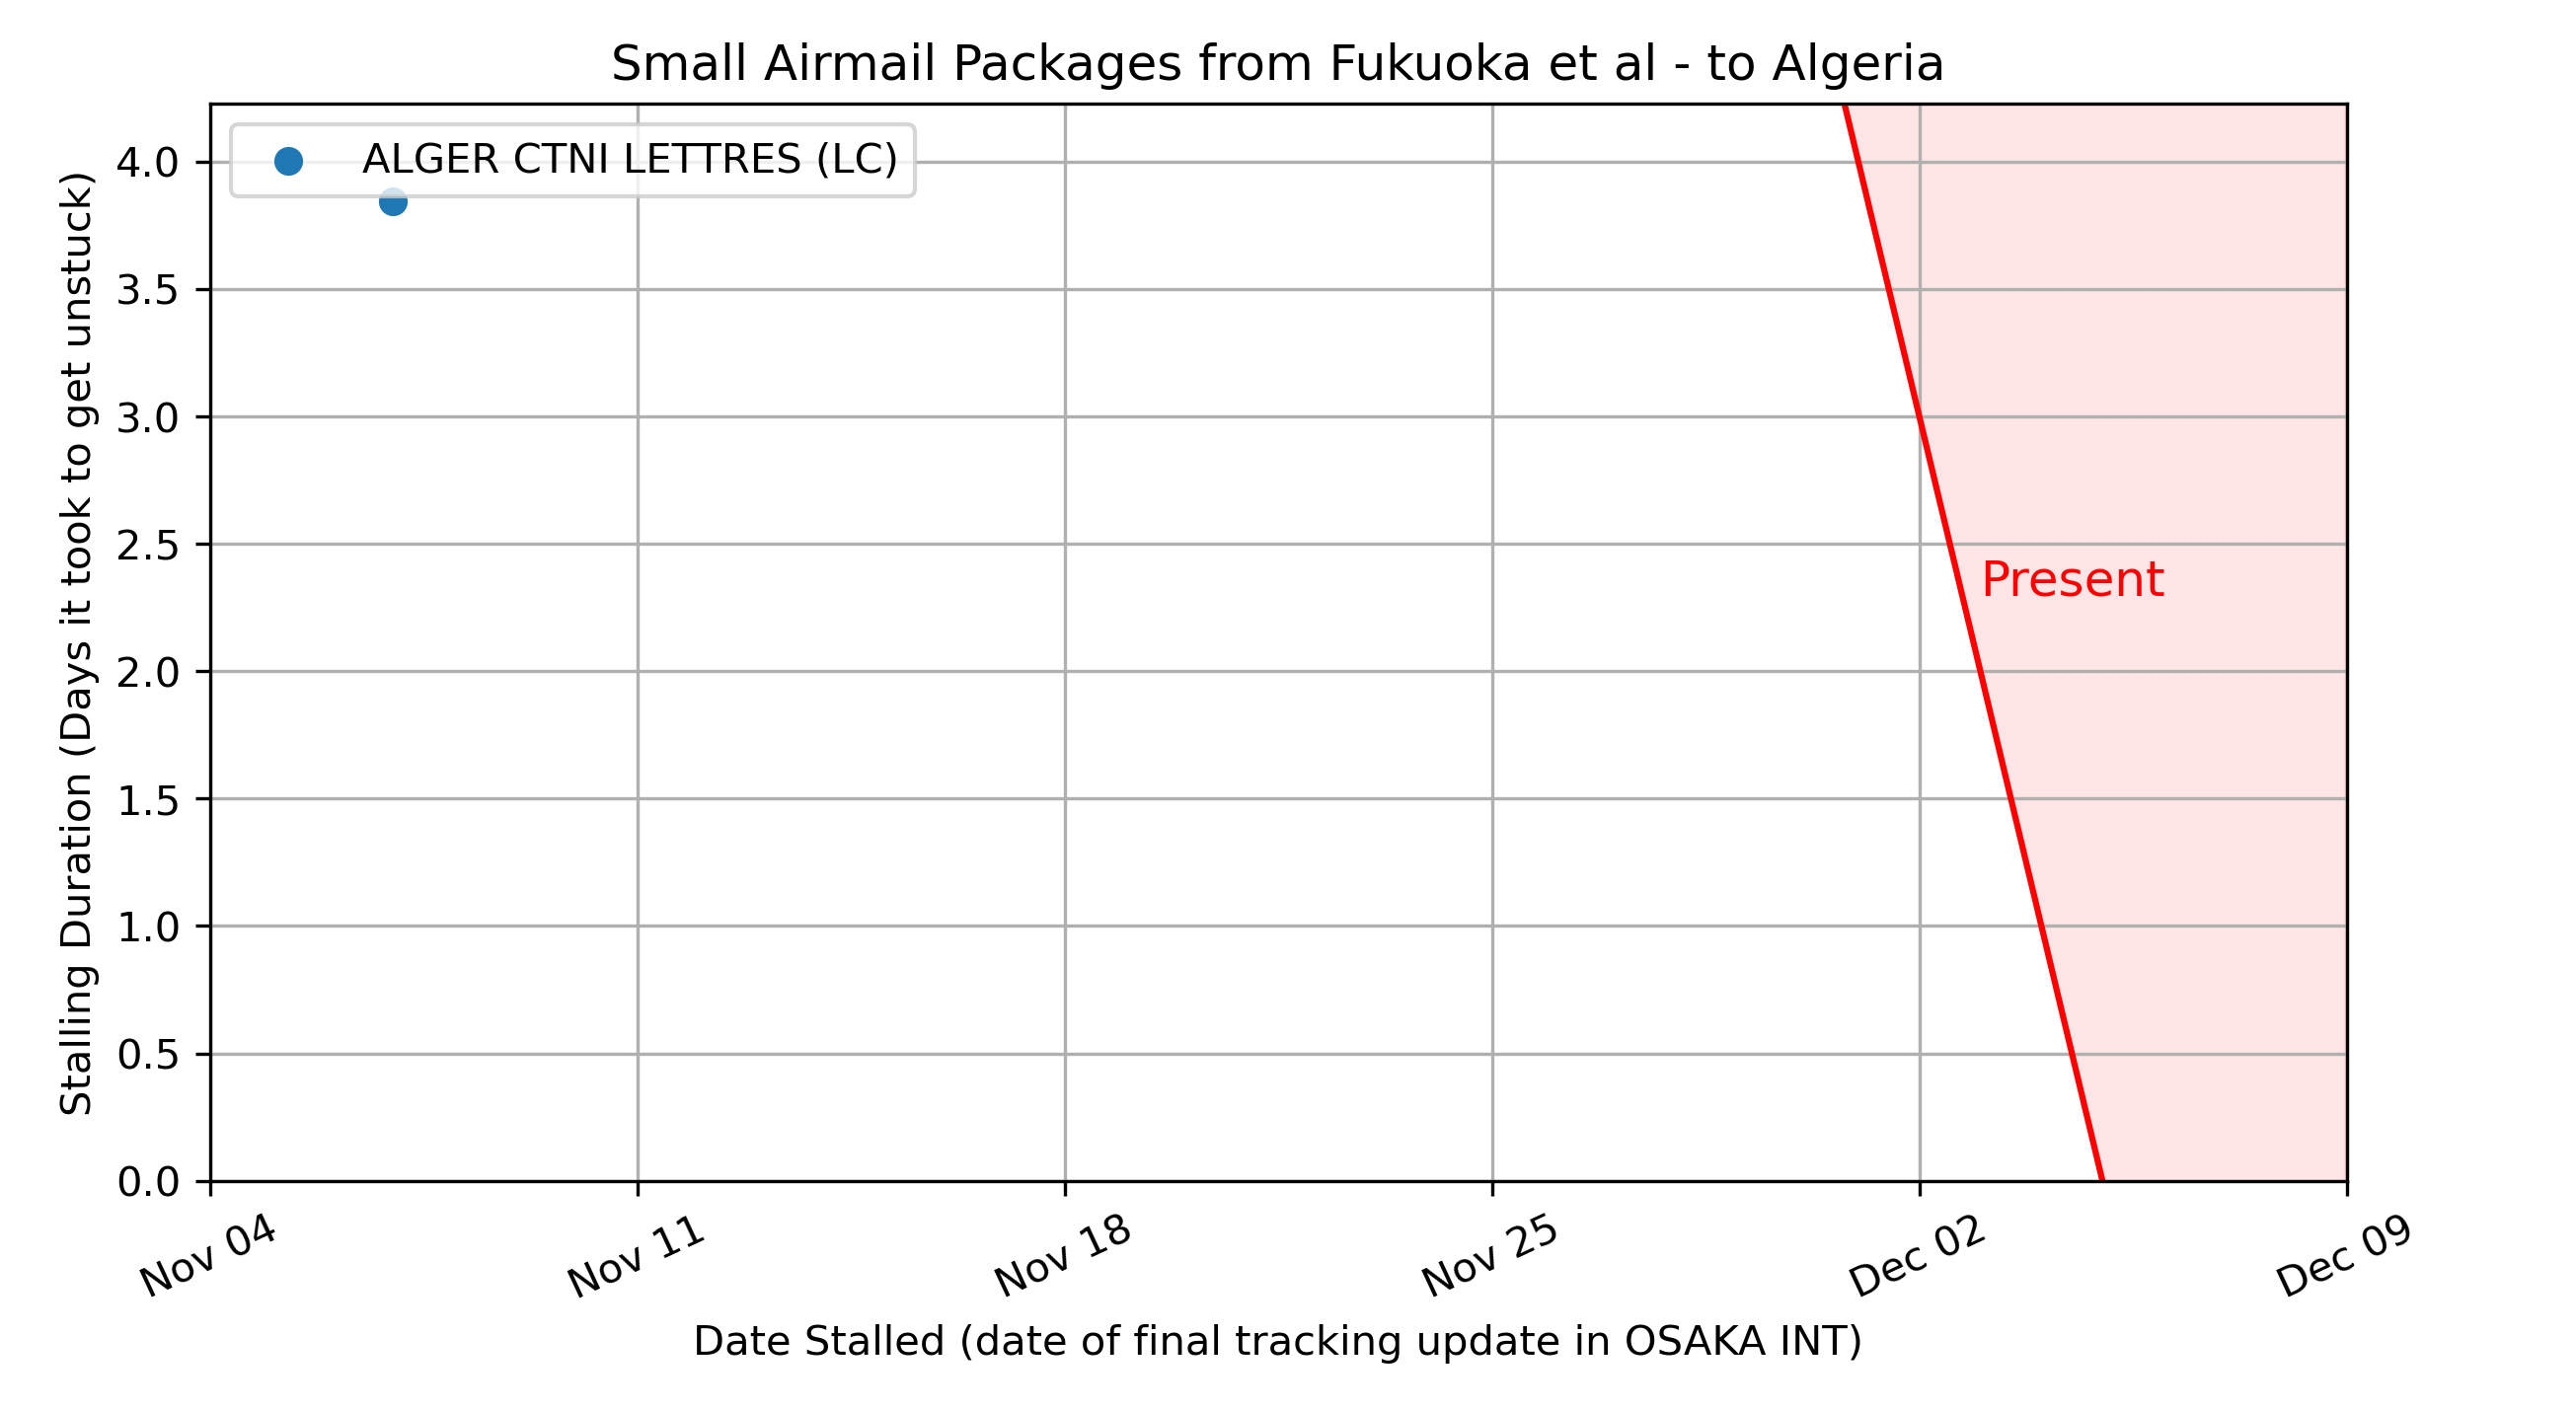 Small Airmail Packages from Fukuoka et al - to Algeria
ALGER CTNI LETTRES (LC)
Stalling Duration (Days it took to get unstuck)
4.0
3.5
3.0
2.5
2.0
1.5
1.0
0.5
0.0
Present
Nov 04
Nov 11
Nov 18
Nov 25
Dec 02
Dec 09
Date Stalled (date of final tracking update in OSAKA INT)